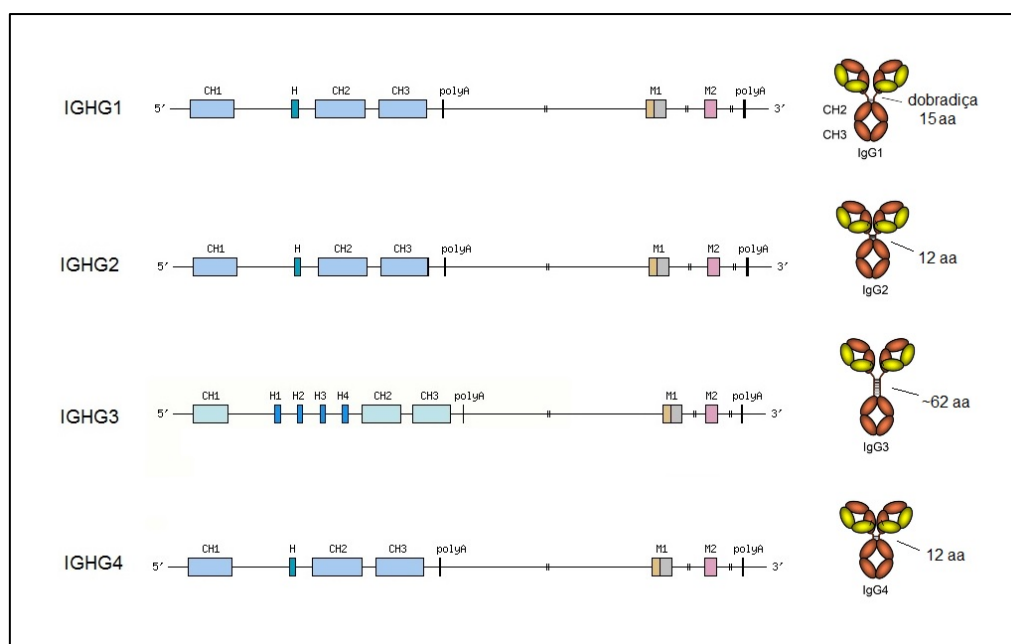 CH1 H CH2 CH3 polyA M1 M2 polyA
IGHG1 5′ 3′
dobradiça
15 aa
CH2
CH3
IgG1
CH1 H CH2 CH3 polyA M1 M2 polyA
IGHG2 5′ 3′
12 aa
IgG2
CH1 H1 H2 H3 H4 CH2 CH3 polyA M1 M2 polyA
IGHG3 5′ 3′
~62 aa
IgG3
CH1 H CH2 CH3 polyA M1 M2 polyA
IGHG4 5′ 3′
12 aa
IgG4